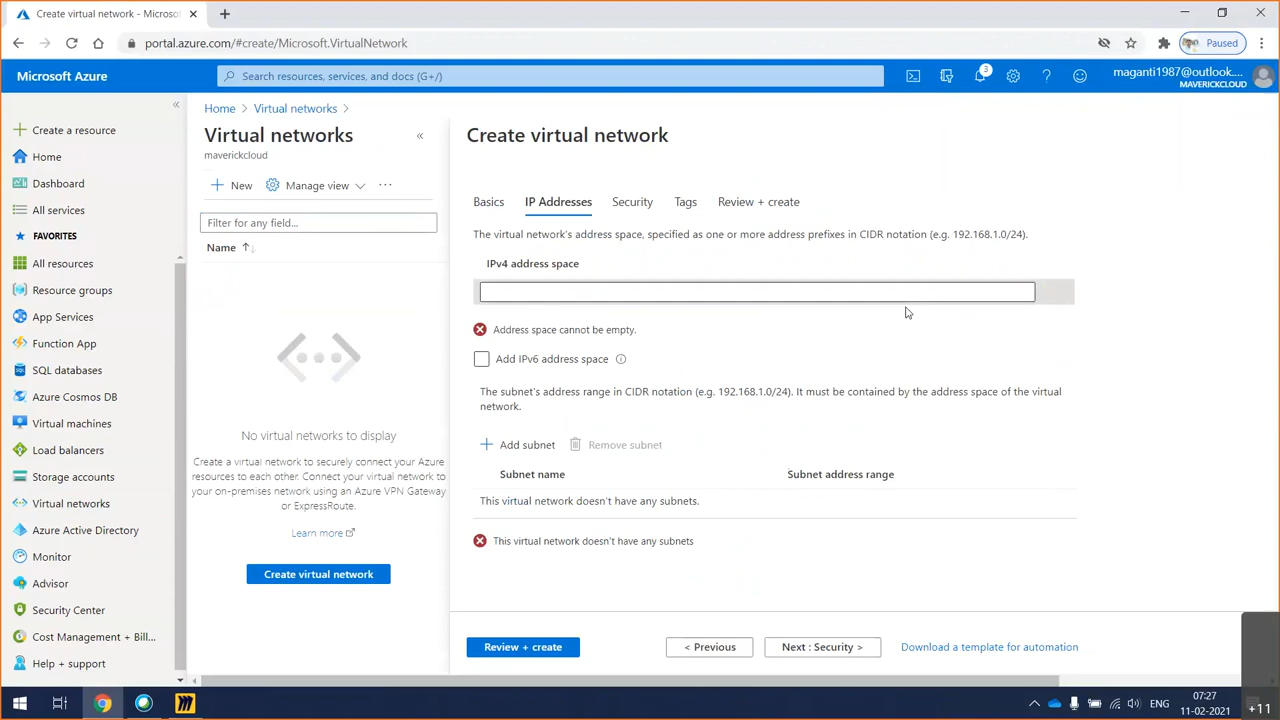 Create virtual network - Microso
portal.azure.com/#create/Microsoft.VirtualNetwork
Paused
Microsoft Azure
Search resources, services, and docs (G+/)
3
maganti1987@outlook....
MAVERICKCLOUD
Create a resource
Home
Dashboard
All services
FAVORITES
All resources
Resource groups
App Services
Function App
SQL databases
Azure Cosmos DB
Virtual machines
Load balancers
Storage accounts
Virtual networks
Azure Active Directory
Monitor
Advisor
Security Center
Cost Management + Bill...
Help + support
Home > Virtual networks >
Virtual networks
maverickcloud
New
Manage view
Filter for any field...
Name
No virtual networks to display
Create a virtual network to securely connect your Azure
resources to each other. Connect your virtual network to
your on-premises network using an Azure VPN Gateway
or ExpressRoute.
Learn more
Create virtual network
Create virtual network
Basics IP Addresses Security Tags Review + create
The virtual network's address space, specified as one or more address prefixes in CIDR notation (e.g. 192.168.1.0/24).
IPv4 address space
Address space cannot be empty.
Add IPv6 address space
The subnet's address range in CIDR notation (e.g. 192.168.1.0/24). It must be contained by the address space of the virtual
network.
Add subnet Remove subnet
Subnet name Subnet address range
This virtual network doesn't have any subnets.
This virtual network doesn't have any subnets
Review + create < Previous Next : Security > Download a template for automation
ENG
07:27
11-02-2021
+11